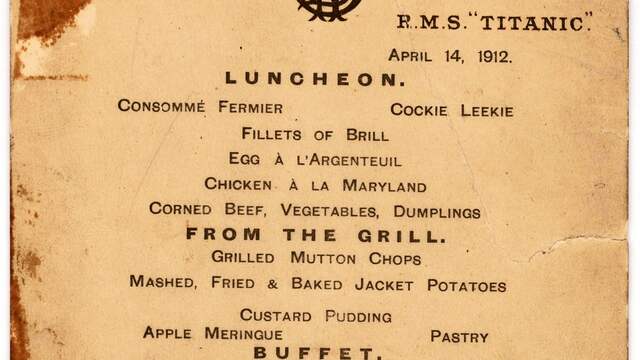 R.M.S. "TITANIC."
APRIL 14, 1912.
LUNCHEON.
CONSOMMÉ FERMIER COCKIE LEEKIE
FILLETS OF BRILL
EGG À L'ARGENTEUIL
CHICKEN À LA MARYLAND
CORNED BEEF, VEGETABLES, DUMPLINGS
FROM THE GRILL.
GRILLED MUTTON CHOPS
MASHED, FRIED & BAKED JACKET POTATOES
CUSTARD PUDDING
APPLE MERINGUE PASTRY
BUFFET.